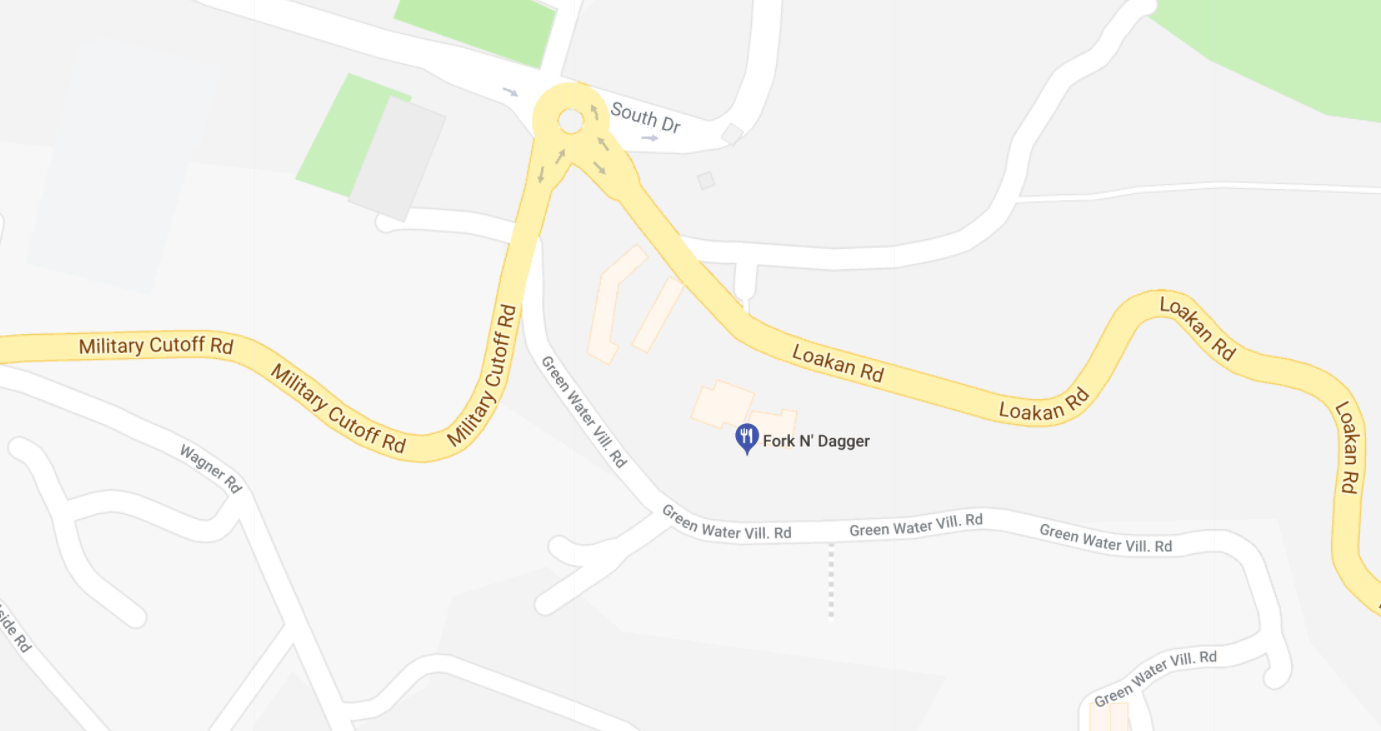 South Dr
Military Cutoff Rd
Military Cutoff Rd
Military Cutoff Rd
Loakan Rd
Loakan Rd
Loakan Rd
Loakan Rd
Green Water Vill. Rd
Fork N' Dagger
Wagner Rd
Green Water Vill. Rd
Green Water Vill. Rd
Green Water Vill. Rd
side Rd
Green Water Vill. Rd